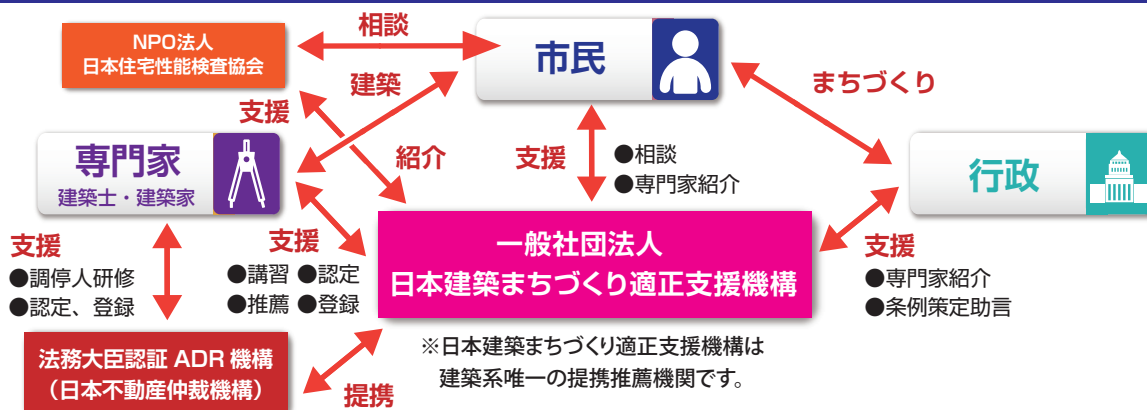 NPO法人
日本住宅性能検査協会
相談
市民
まちづくり
建築
支援
専門家
建築士・建築家
紹介
支援
●相談
●専門家紹介
行政
支援
●調停人研修
●認定、登録
支援
●講習 ●認定
●推薦 ●登録
一般社団法人
日本建築まちづくり適正支援機構
支援
●専門家紹介
●条例策定助言
法務大臣認証 ADR 機構
（日本不動産仲裁機構）
提携
※日本建築まちづくり適正支援機構は
建築系唯一の提携推薦機関です。